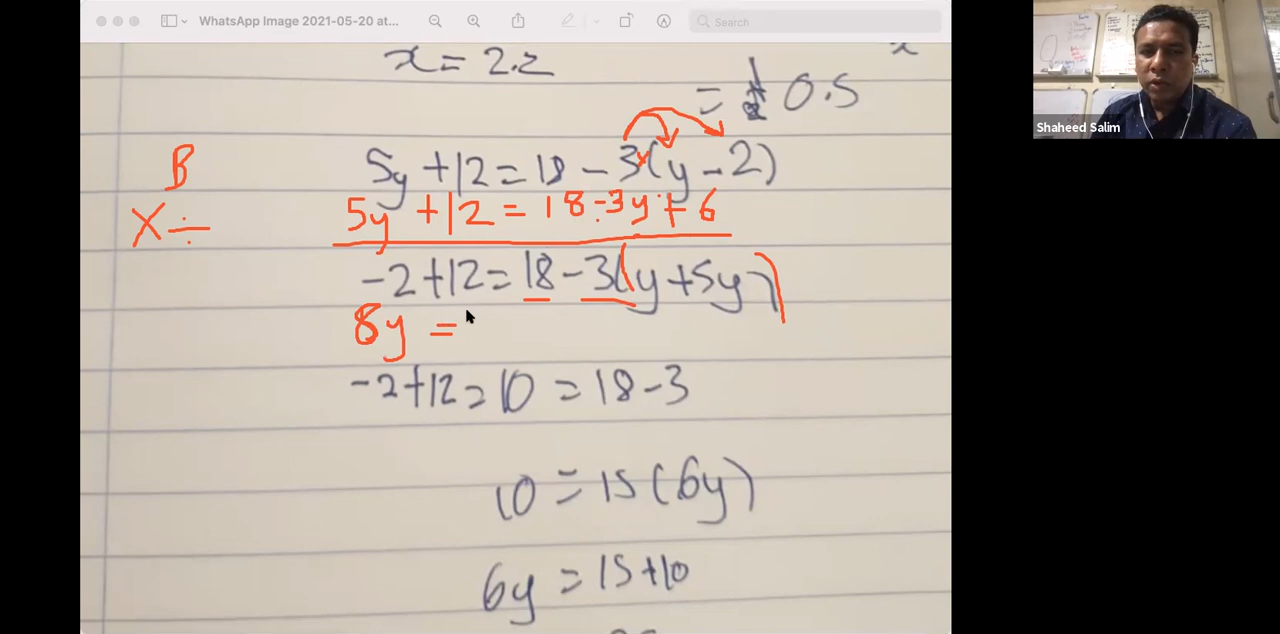 WhatsApp Image 2021-05-20 at...
Search
Shaheed Salim
x = 2.2
x
= 0.5
5y + 12 = 18 - 3(y - 2)
B
x
X ÷
5y + 12 = 18 - 3y + 6
-2 + 12 = 18 - 3(y + 5y)
8y =
-2 + 12 = 10 = 18 - 3
10 = 15 (6y)
6y = 15 + 10